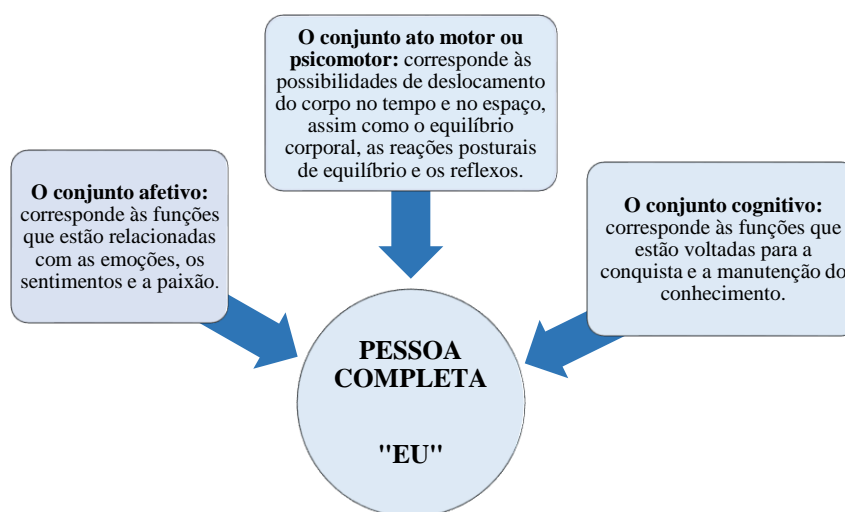 O conjunto ato motor ou
psicomotor: corresponde às
possibilidades de deslocamento
do corpo no tempo e no espaço,
assim como o equilíbrio
corporal, as reações posturais
de equilíbrio e os reflexos.
O conjunto afetivo:
corresponde às funções
que estão relacionadas
com as emoções, os
sentimentos e a paixão.
O conjunto cognitivo:
corresponde às funções que
estão voltadas para a
conquista e a manutenção do
conhecimento.
PESSOA
COMPLETA
"EU"